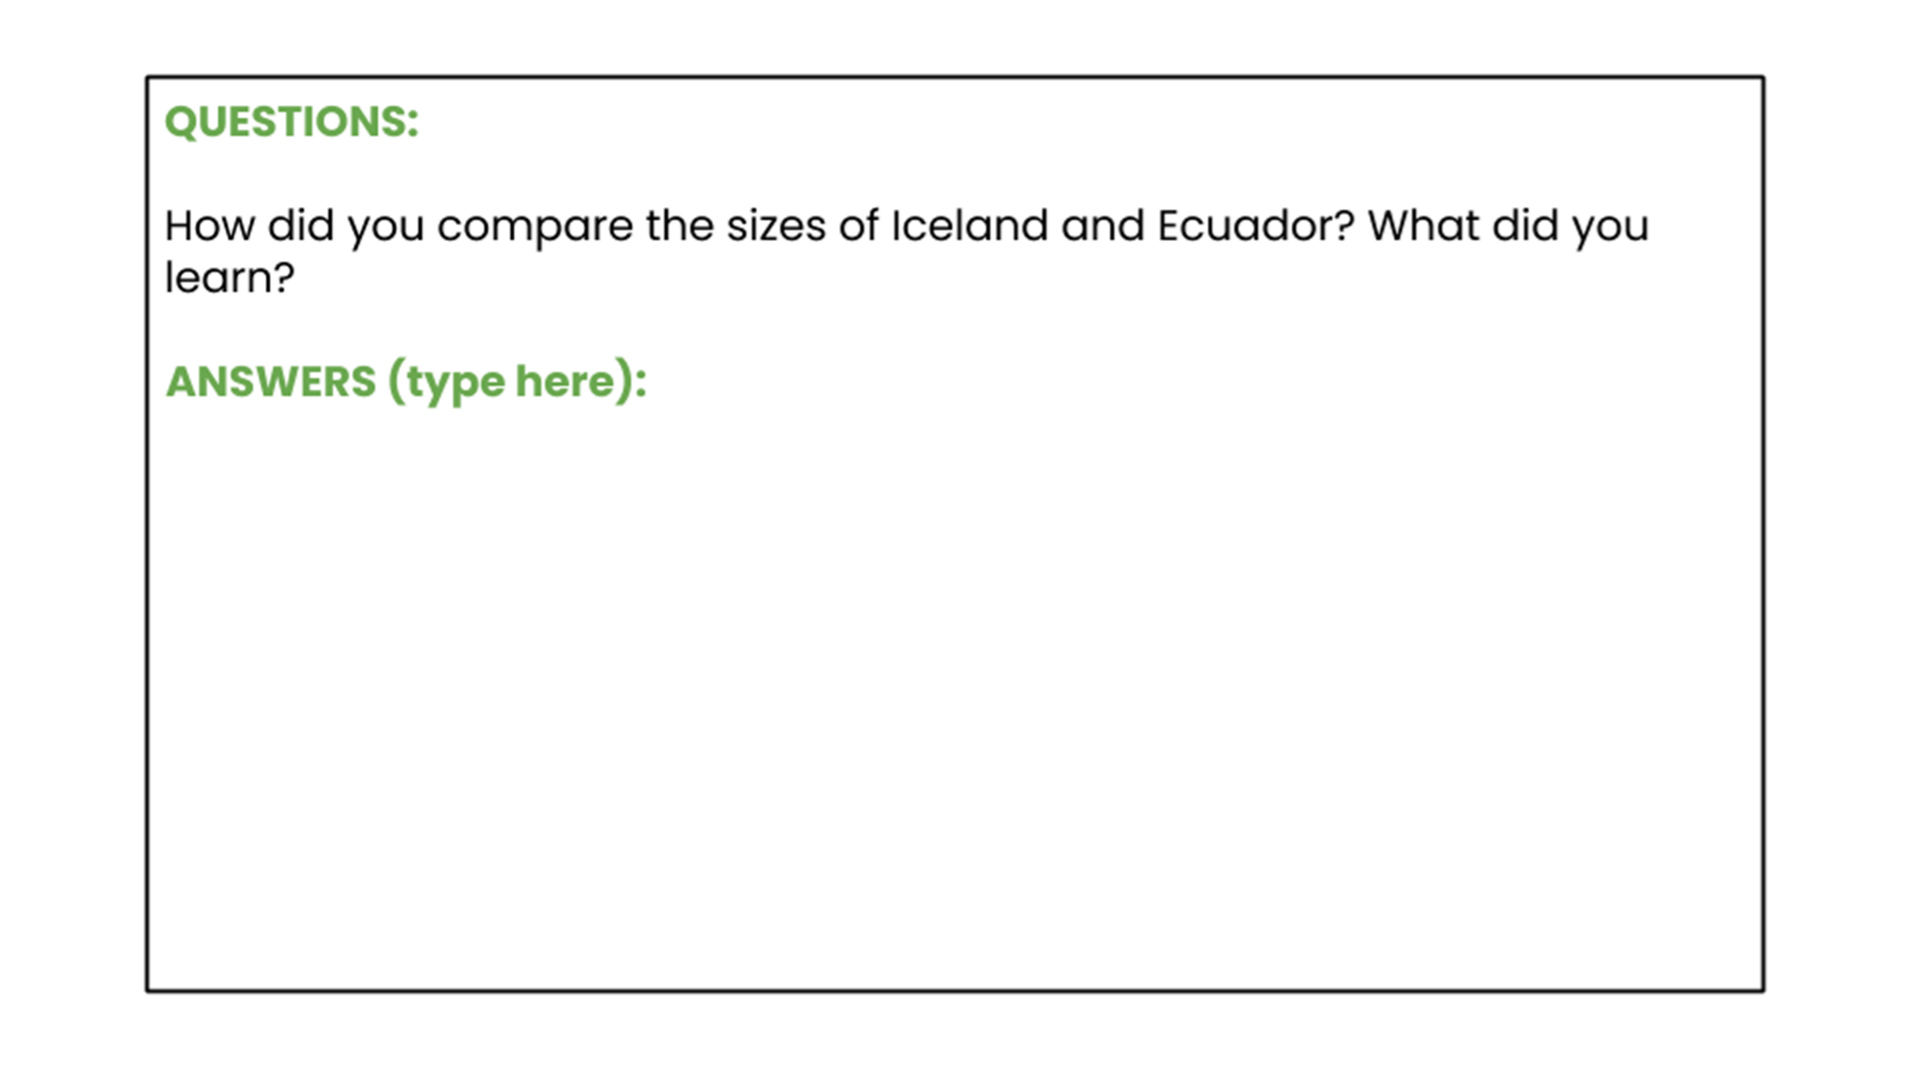 QUESTIONS:
How did you compare the sizes of Iceland and Ecuador? What did you
learn?
ANSWERS (type here):